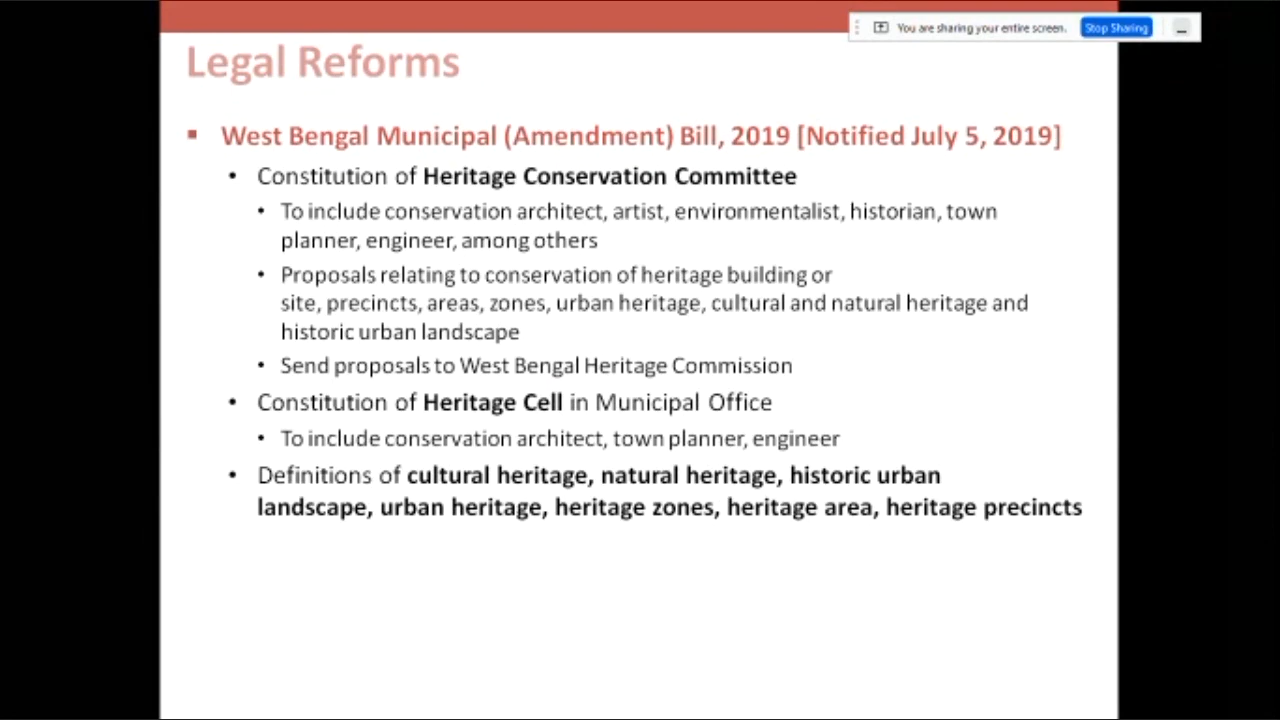 You are sharing your entire screen. Stop Sharing
Legal Reforms
▪ West Bengal Municipal (Amendment) Bill, 2019 [Notified July 5, 2019]
• Constitution of Heritage Conservation Committee
• To include conservation architect, artist, environmentalist, historian, town
planner, engineer, among others
• Proposals relating to conservation of heritage building or
site, precincts, areas, zones, urban heritage, cultural and natural heritage and
historic urban landscape
• Send proposals to West Bengal Heritage Commission
• Constitution of Heritage Cell in Municipal Office
• To include conservation architect, town planner, engineer
• Definitions of cultural heritage, natural heritage, historic urban
landscape, urban heritage, heritage zones, heritage area, heritage precincts